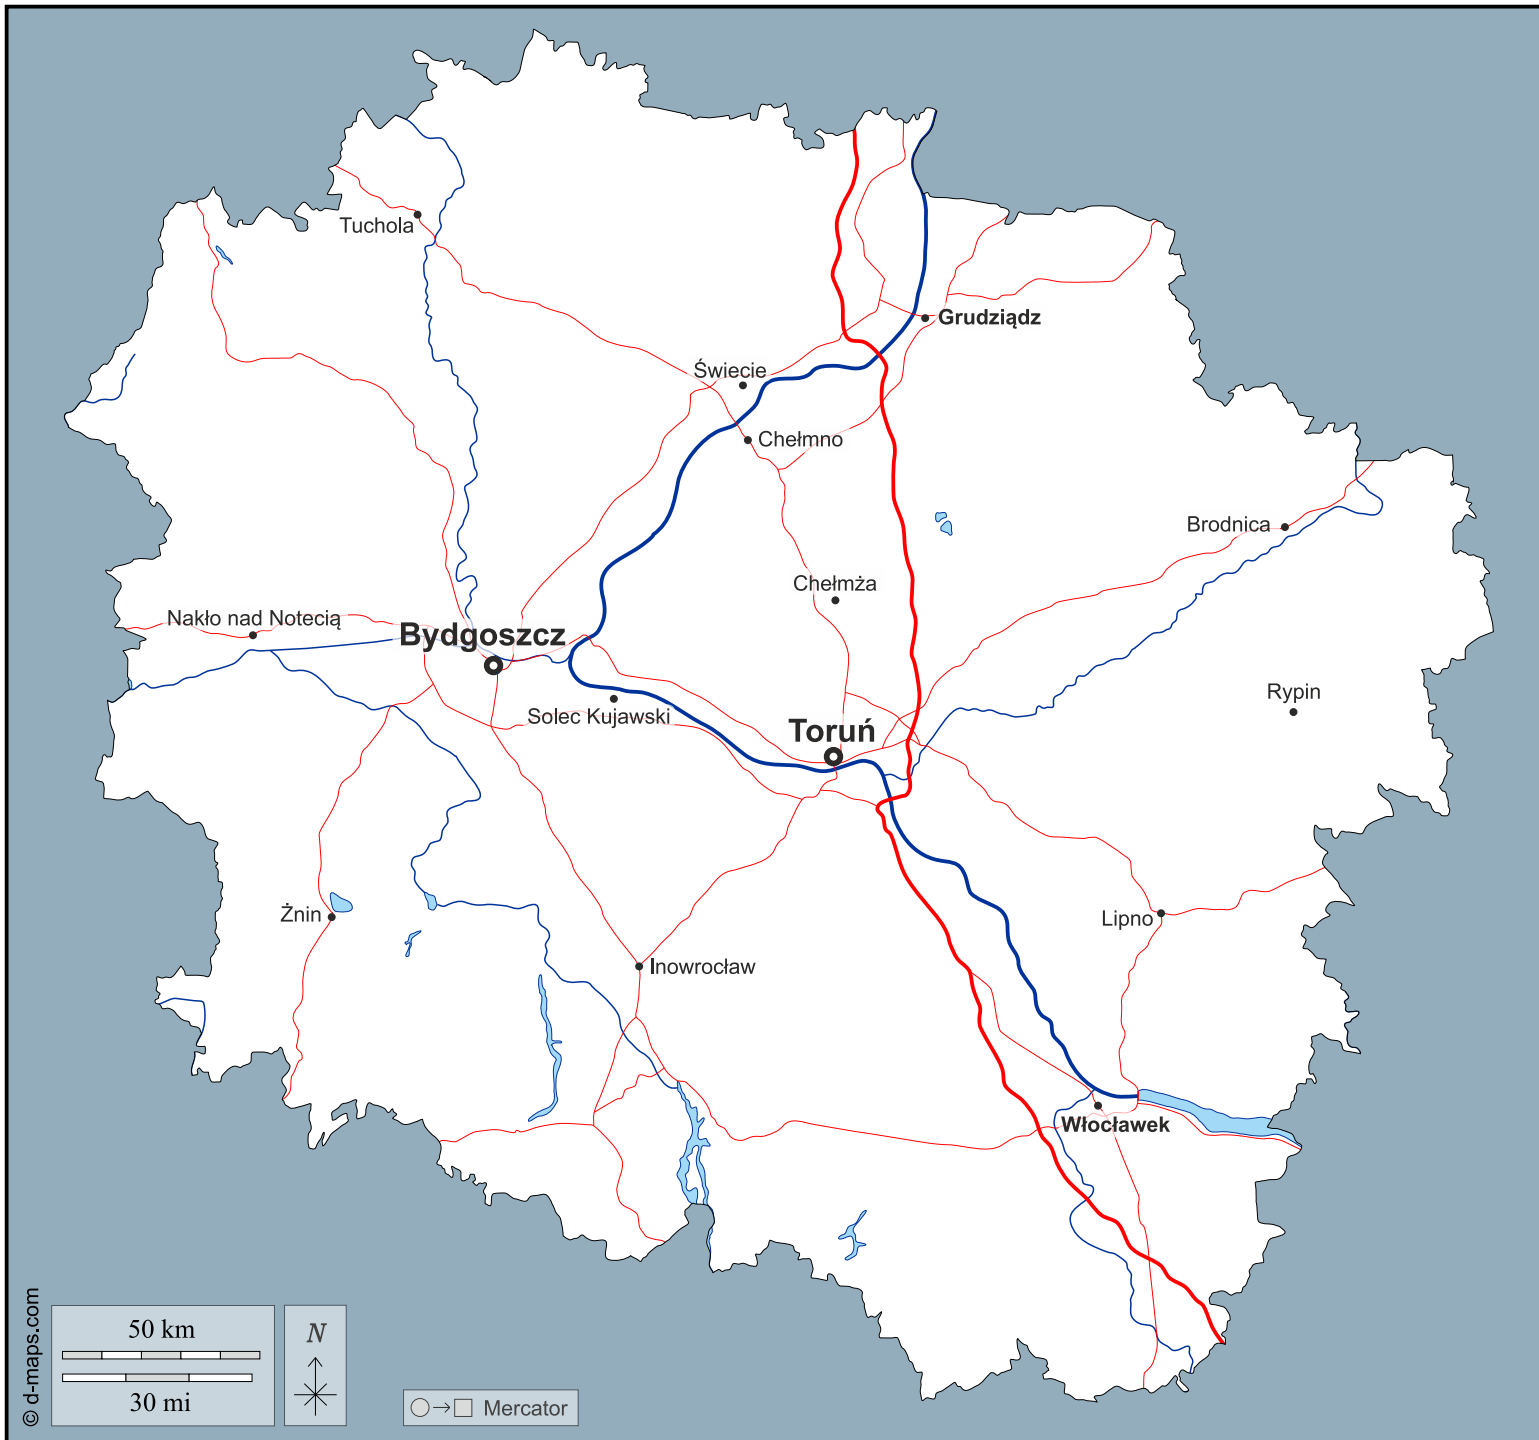 Tuchola
Grudziądz
Świecie
Chełmno
Brodnica
Chełmża
Nakło nad Notecią
Bydgoszcz
Rypin
Solec Kujawski
Toruń
Żnin
Lipno
Inowrocław
Włocławek
© d-maps.com
50 km
30 mi
N
Mercator